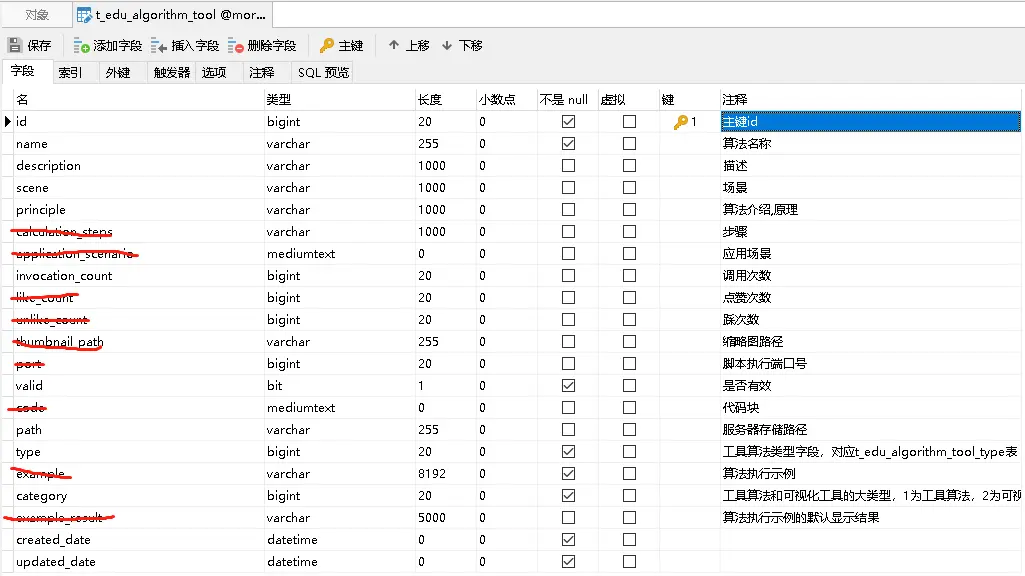 对象 t_edu_algorithm_tool @mor...
保存 添加字段 插入字段 删除字段 主键 上移 下移
字段 索引 外键 触发器 选项 注释 SQL 预览
名 类型 长度 小数点 不是 null 虚拟 键 注释
id bigint 20 0 1 主键id
name varchar 255 0 算法名称
description varchar 1000 0 描述
scene varchar 1000 0 场景
principle varchar 1000 0 算法介绍,原理
calculation_steps varchar 1000 0 步骤
application_scenario mediumtext 0 0 应用场景
invocation_count bigint 20 0 调用次数
like_count bigint 20 0 点赞次数
unlike_count bigint 20 0 踩次数
thumbnail_path varchar 255 0 缩略图路径
port bigint 20 0 脚本执行端口号
valid bit 1 0 是否有效
code mediumtext 0 0 代码块
path varchar 255 0 服务器存储路径
type bigint 20 0 工具算法类型字段，对应t_edu_algorithm_tool_type表
example varchar 8192 0 算法执行示例
category bigint 20 0 工具算法和可视化工具的大类型，1为工具算法，2为可视
example_result varchar 5000 0 算法执行示例的默认显示结果
created_date datetime 0 0
updated_date datetime 0 0